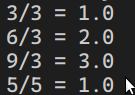 3/3 = 1.0
6/3 = 2.0
9/3 = 3.0
5/5 = 1.0